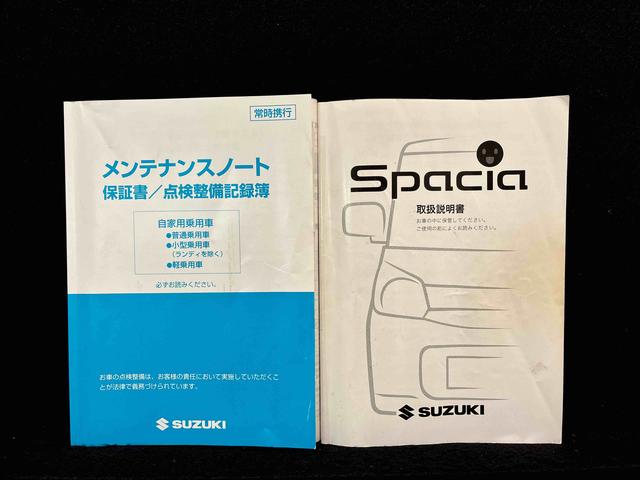 常時携行
メンテナンスノート
保証書／点検整備記録簿
自家用乗用車
●普通乗用車
●小型乗用車
（ランディを除く）
●軽乗用車
必ずお読みください。
お車の点検整備は、お客様の責任において実施していただくこ
とが法律で義務づけられています。
SUZUKI
Spacia
取扱説明書
お車の中に保管してください。
ご使用の前によくお読みください。
SUZUKI